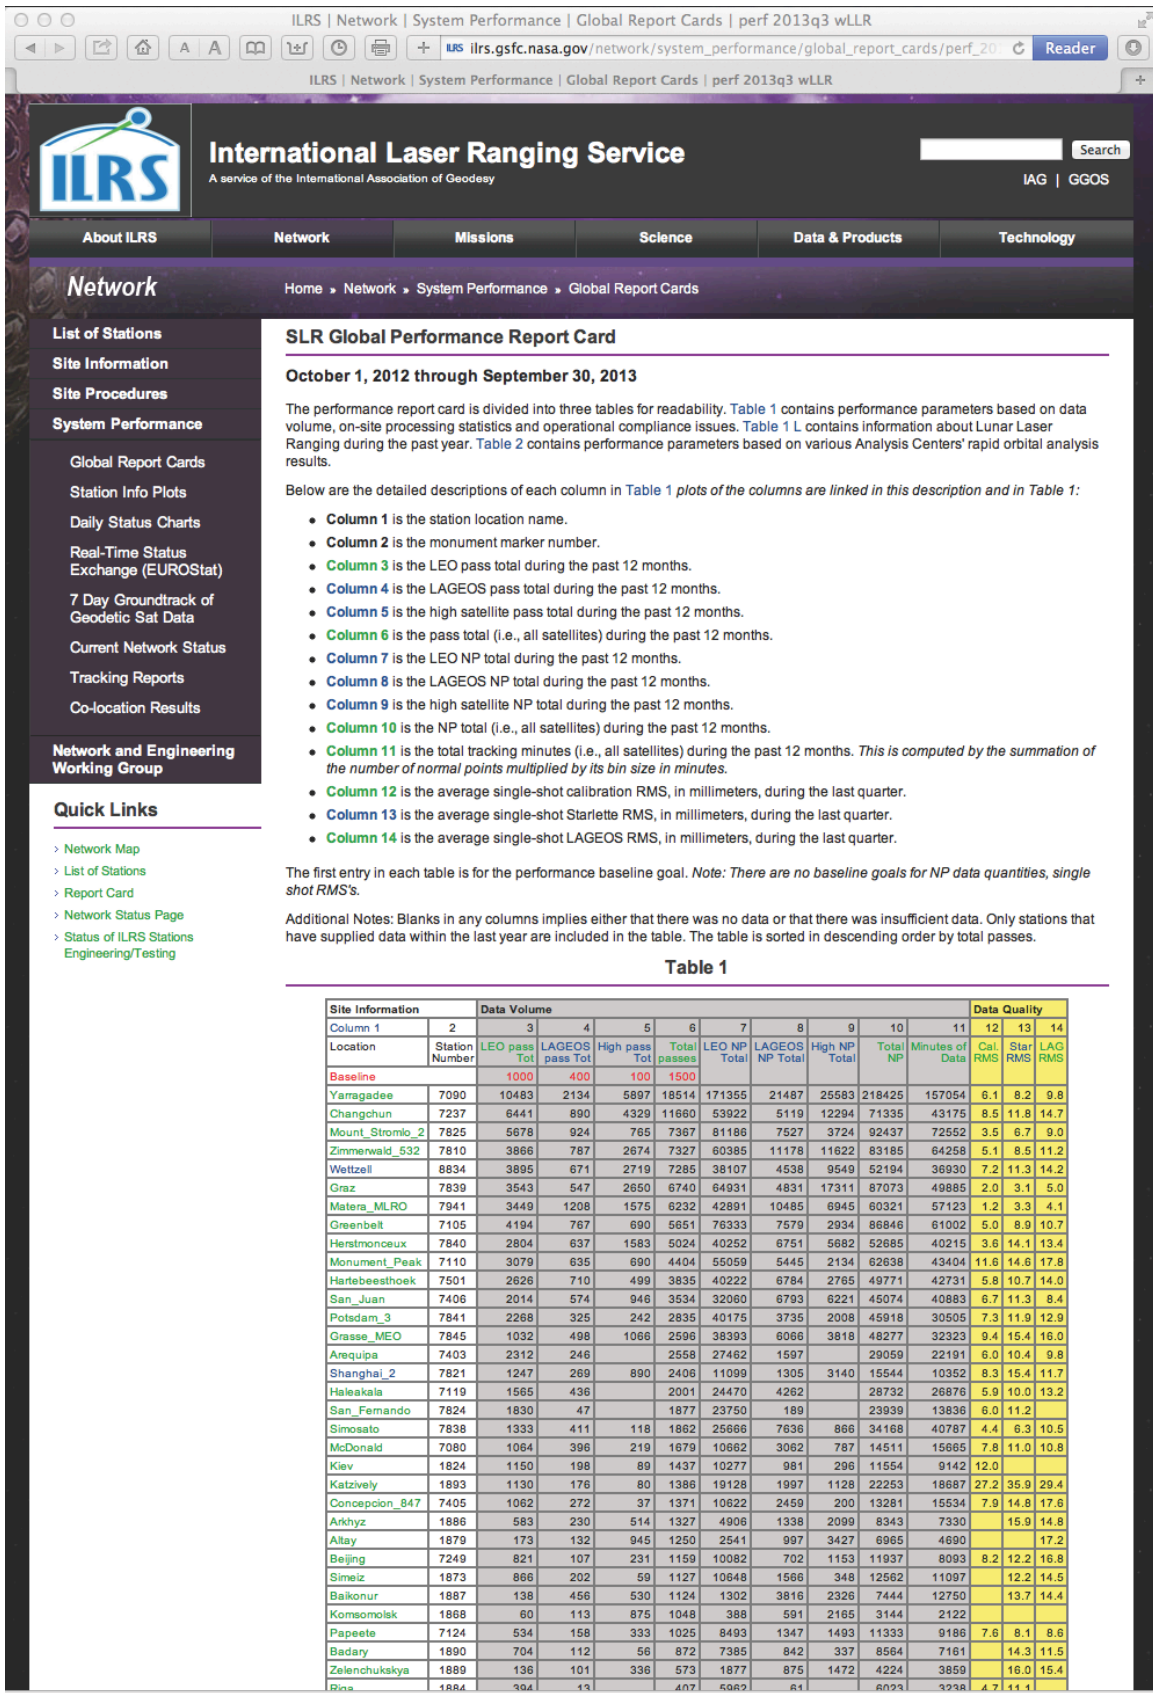 ILRS | Network | System Performance | Global Report Cards | perf 2013q3 wLLR
A A
ILRS ilrs.gsfc.nasa.gov/network/system_performance/global_report_cards/perf_20
Reader
ILRS | Network | System Performance | Global Report Cards | perf 2013q3 wLLR
ILRS
International Laser Ranging Service
A service of the International Association of Geodesy
Search
IAG | GGOS
About ILRS Network Missions Science Data & Products Technology
Network
Home » Network » System Performance » Global Report Cards
List of Stations
Site Information
Site Procedures
System Performance
Global Report Cards
Station Info Plots
Daily Status Charts
Real-Time Status
Exchange (EUROStat)
7 Day Groundtrack of
Geodetic Sat Data
Current Network Status
Tracking Reports
Co-location Results
Network and Engineering
Working Group
Quick Links
› Network Map
› List of Stations
› Report Card
› Network Status Page
› Status of ILRS Stations
Engineering/Testing
SLR Global Performance Report Card
October 1, 2012 through September 30, 2013
The performance report card is divided into three tables for readability. Table 1 contains performance parameters based on data
volume, on-site processing statistics and operational compliance issues. Table 1 L contains information about Lunar Laser
Ranging during the past year. Table 2 contains performance parameters based on various Analysis Centers' rapid orbital analysis
results.
Below are the detailed descriptions of each column in Table 1 plots of the columns are linked in this description and in Table 1:
• Column 1 is the station location name.
• Column 2 is the monument marker number.
• Column 3 is the LEO pass total during the past 12 months.
• Column 4 is the LAGEOS pass total during the past 12 months.
• Column 5 is the high satellite pass total during the past 12 months.
• Column 6 is the pass total (i.e., all satellites) during the past 12 months.
• Column 7 is the LEO NP total during the past 12 months.
• Column 8 is the LAGEOS NP total during the past 12 months.
• Column 9 is the high satellite NP total during the past 12 months.
• Column 10 is the NP total (i.e., all satellites) during the past 12 months.
• Column 11 is the total tracking minutes (i.e., all satellites) during the past 12 months. This is computed by the summation of
the number of normal points multiplied by its bin size in minutes.
• Column 12 is the average single-shot calibration RMS, in millimeters, during the last quarter.
• Column 13 is the average single-shot Starlette RMS, in millimeters, during the last quarter.
• Column 14 is the average single-shot LAGEOS RMS, in millimeters, during the last quarter.
The first entry in each table is for the performance baseline goal. Note: There are no baseline goals for NP data quantities, single
shot RMS's.
Additional Notes: Blanks in any columns implies either that there was no data or that there was insufficient data. Only stations that
have supplied data within the last year are included in the table. The table is sorted in descending order by total passes.
Table 1
Site Information Data Volume Data Quality
Column 1 2 3 4 5 6 7 8 9 10 11 12 13 14
Location Station LEO pass LAGEOS High pass Total LEO NP LAGEOS High NP Total Minutes of Cal. Star LAG
Number Tot pass Tot Tot passes Total NP Total Total NP Data RMS RMS RMS
Baseline 1000 400 100 1500
Yarragadee 7090 10483 2134 5897 18514 171355 21487 25583 218425 157054 6.1 8.2 9.8
Changchun 7237 6441 890 4329 11660 53922 5119 12294 71335 43175 8.5 11.8 14.7
Mount_Stromlo_2 7825 5678 924 765 7367 81186 7527 3724 92437 72552 3.5 6.7 9.0
Zimmerwald_532 7810 3866 787 2674 7327 60385 11178 11622 83185 64258 5.1 8.5 11.2
Wettzell 8834 3895 671 2719 7285 38107 4538 9549 52194 36930 7.2 11.3 14.2
Graz 7839 3543 547 2650 6740 64931 4831 17311 87073 49885 2.0 3.1 5.0
Matera_MLRO 7941 3449 1208 1575 6232 42891 10485 6945 60321 57123 1.2 3.3 4.1
Greenbelt 7105 4194 767 690 5651 76333 7579 2934 86846 61002 5.0 8.9 10.7
Herstmonceux 7840 2804 637 1583 5024 40252 6751 5682 52685 40215 3.6 14.1 13.4
Monument_Peak 7110 3079 635 690 4404 55059 5445 2134 62638 43404 11.6 14.6 17.8
Hartebeesthoek 7501 2626 710 499 3835 40222 6784 2765 49771 42731 5.8 10.7 14.0
San_Juan 7406 2014 574 946 3534 32060 6793 6221 45074 40883 6.7 11.3 8.4
Potsdam_3 7841 2268 325 242 2835 40175 3735 2008 45918 30505 7.3 11.9 12.9
Grasse_MEO 7845 1032 498 1066 2596 38393 6066 3818 48277 32323 9.4 15.4 16.0
Arequipa 7403 2312 246 2558 27462 1597 29059 22191 6.0 10.4 9.8
Shanghai_2 7821 1247 269 890 2406 11099 1305 3140 15544 10352 8.3 15.4 11.7
Haleakala 7119 1565 436 2001 24470 4262 28732 26876 5.9 10.0 13.2
San_Fernando 7824 1830 47 1877 23750 189 23939 13836 6.0 11.2
Simosato 7838 1333 411 118 1862 25666 7636 866 34168 40787 4.4 6.3 10.5
McDonald 7080 1064 396 219 1679 10662 3062 787 14511 15665 7.8 11.0 10.8
Kiev 1824 1150 198 89 1437 10277 981 296 11554 9142 12.0
Katzively 1893 1130 176 80 1386 19128 1997 1128 22253 18687 27.2 35.9 29.4
Concepcion_847 7405 1062 272 37 1371 10622 2459 200 13281 15534 7.9 14.8 17.6
Arkhyz 1886 583 230 514 1327 4906 1338 2099 8343 7330 15.9 14.8
Altay 1879 173 132 945 1250 2541 997 3427 6965 4690 17.2
Beijing 7249 821 107 231 1159 10082 702 1153 11937 8093 8.2 12.2 16.8
Simeiz 1873 866 202 59 1127 10648 1566 348 12562 11097 12.2 14.5
Baikonur 1887 138 456 530 1124 1302 3816 2326 7444 12750 13.7 14.4
Komsomolsk 1868 60 113 875 1048 388 591 2165 3144 2122
Papeete 7124 534 158 333 1025 8493 1347 1493 11333 9186 7.6 8.1 8.6
Badary 1890 704 112 56 872 7385 842 337 8564 7161 14.3 11.5
Zelenchukskya 1889 136 101 336 573 1877 875 1472 4224 3859 16.0 15.4
Riga 1884 394 13 407 5962 61 6023 3238 4.7 11.1